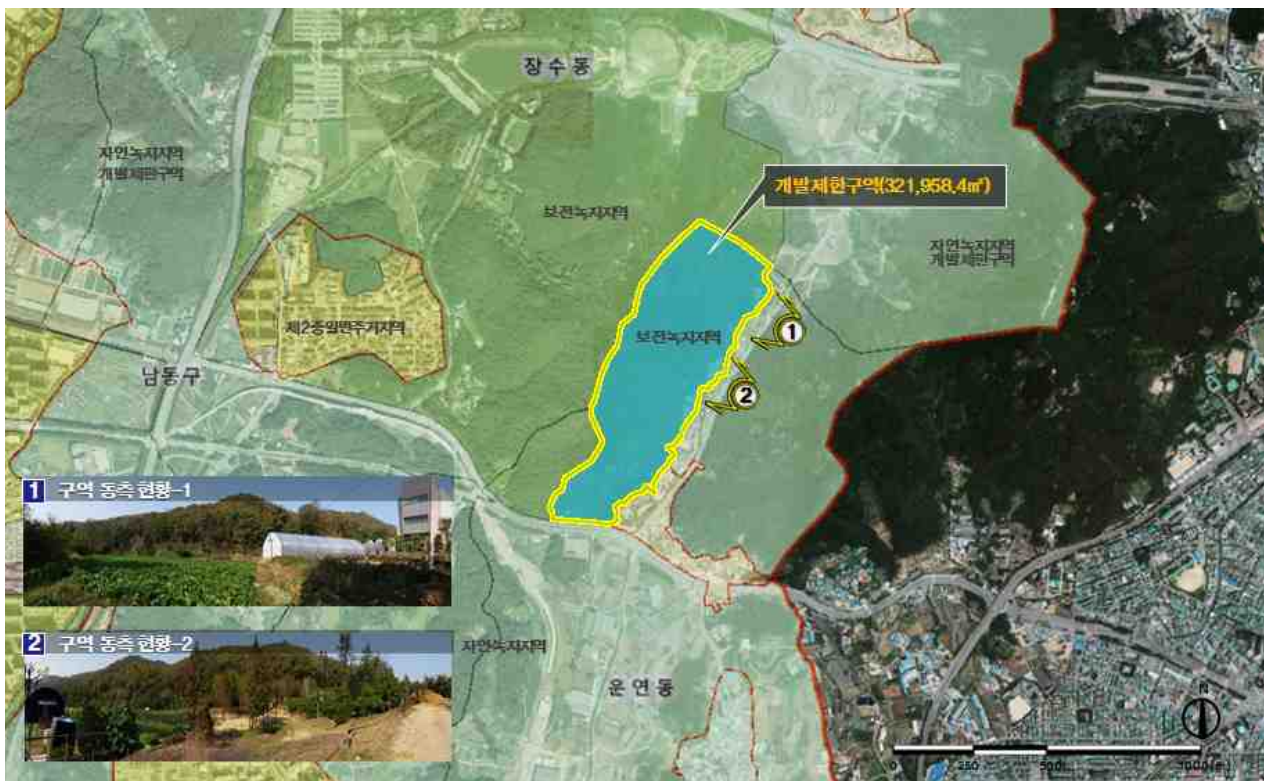 장수동
자연녹지지역
개발제한구역
개발제한구역(321,958.4㎡)
보전녹지지역
자연녹지지역
개발제한구역
제2종일반주거지역
보전녹지지역
1
남동구
2
1 구역 동측 현황-1
2 구역 동측 현황-2
자연녹지지역
운연동
N
0 250 500 1000(m)